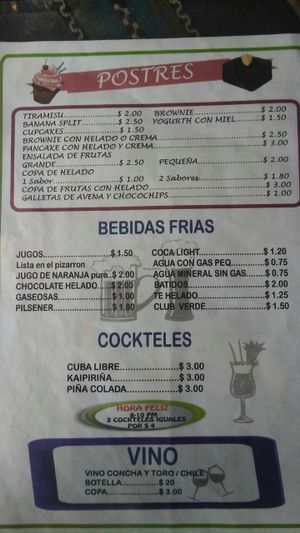 POSTRES
TIRAMISU $ 2.00 BROWNIE $ 2.00
BANANA SPLIT $ 2.50 YOGURTH CON MIEL $ 1.50
CUPCAKES $ 1.50
BROWNIE CON HELADO O CREMA $ 2.50
PANCAKE CON HELADO Y CREMA $ 3.00
ENSALADA DE FRUTAS
GRANDE $ 2.50 PEQUEÑA $ 2.00
COPA DE HELADO
1 Sabor $ 1.00 2 Sabores $ 1.80
COPA DE FRUTAS CON HELADO $ 3.00
GALLETAS DE AVENA Y CHOCOCHIPS $ 1.00
BEBIDAS FRIAS
JUGOS $ 1.50 COCA LIGHT $ 1.20
Lista en el pizarron AGUA CON GAS PEQ $ 0.75
JUGO DE NARANJA puro $ 2.00 AGUA MINERAL SIN GAS $ 0.75
CHOCOLATE HELADO $ 2.00 BATIDOS $ 2.00
GASEOSAS $ 1.00 TE HELADO $ 1.25
PILSENER $ 1.80 CLUB VERDE $ 1.50
COCKTELES
CUBA LIBRE $ 3.00
KAIPIRIÑA $ 3.00
PIÑA COLADA $ 3.00
HORA FELIZ
8-10 PM
2 COCKTELES IGUALES
POR $ 4
VINO
VINO CONCHA Y TORO / CHILE
BOTELLA $ 20
COPA $ 3.00